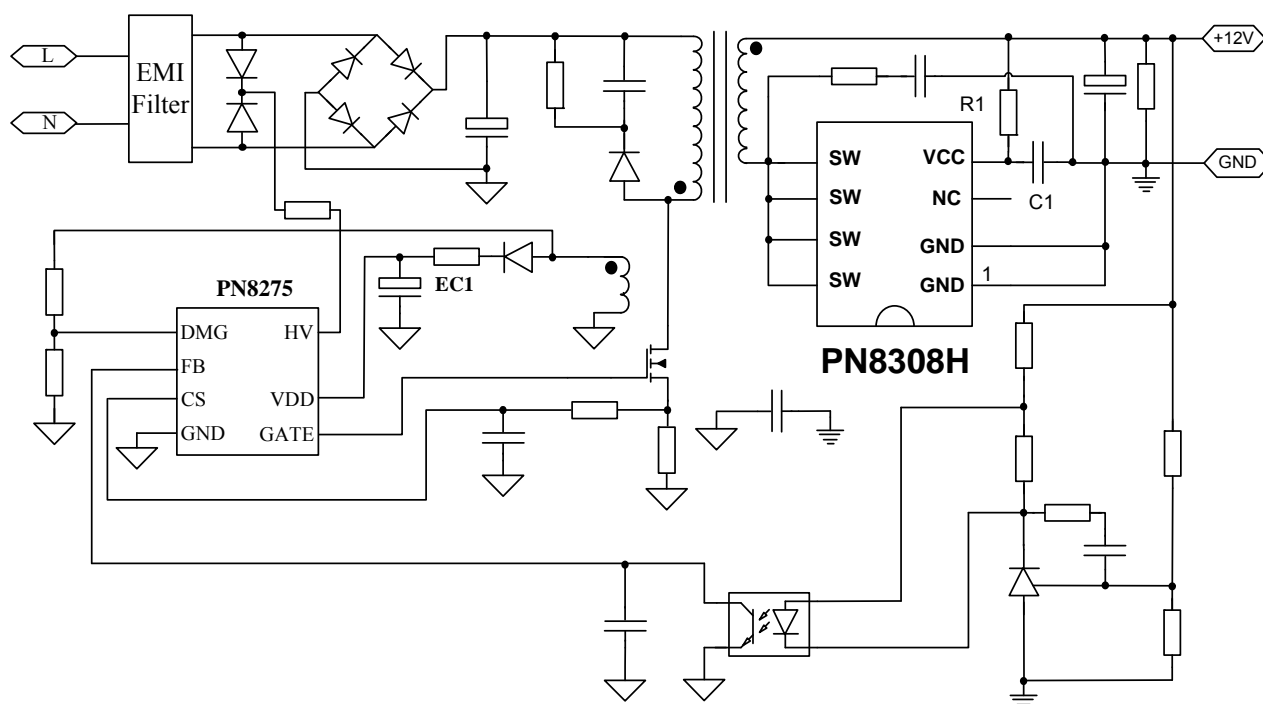 L
EMI
Filter
N
+12V
GND
R1
C1
SW
SW
SW
SW
VCC
NC
GND
GND
1
PN8308H
EC1
PN8275
DMG
FB
CS
GND
HV
VDD
GATE